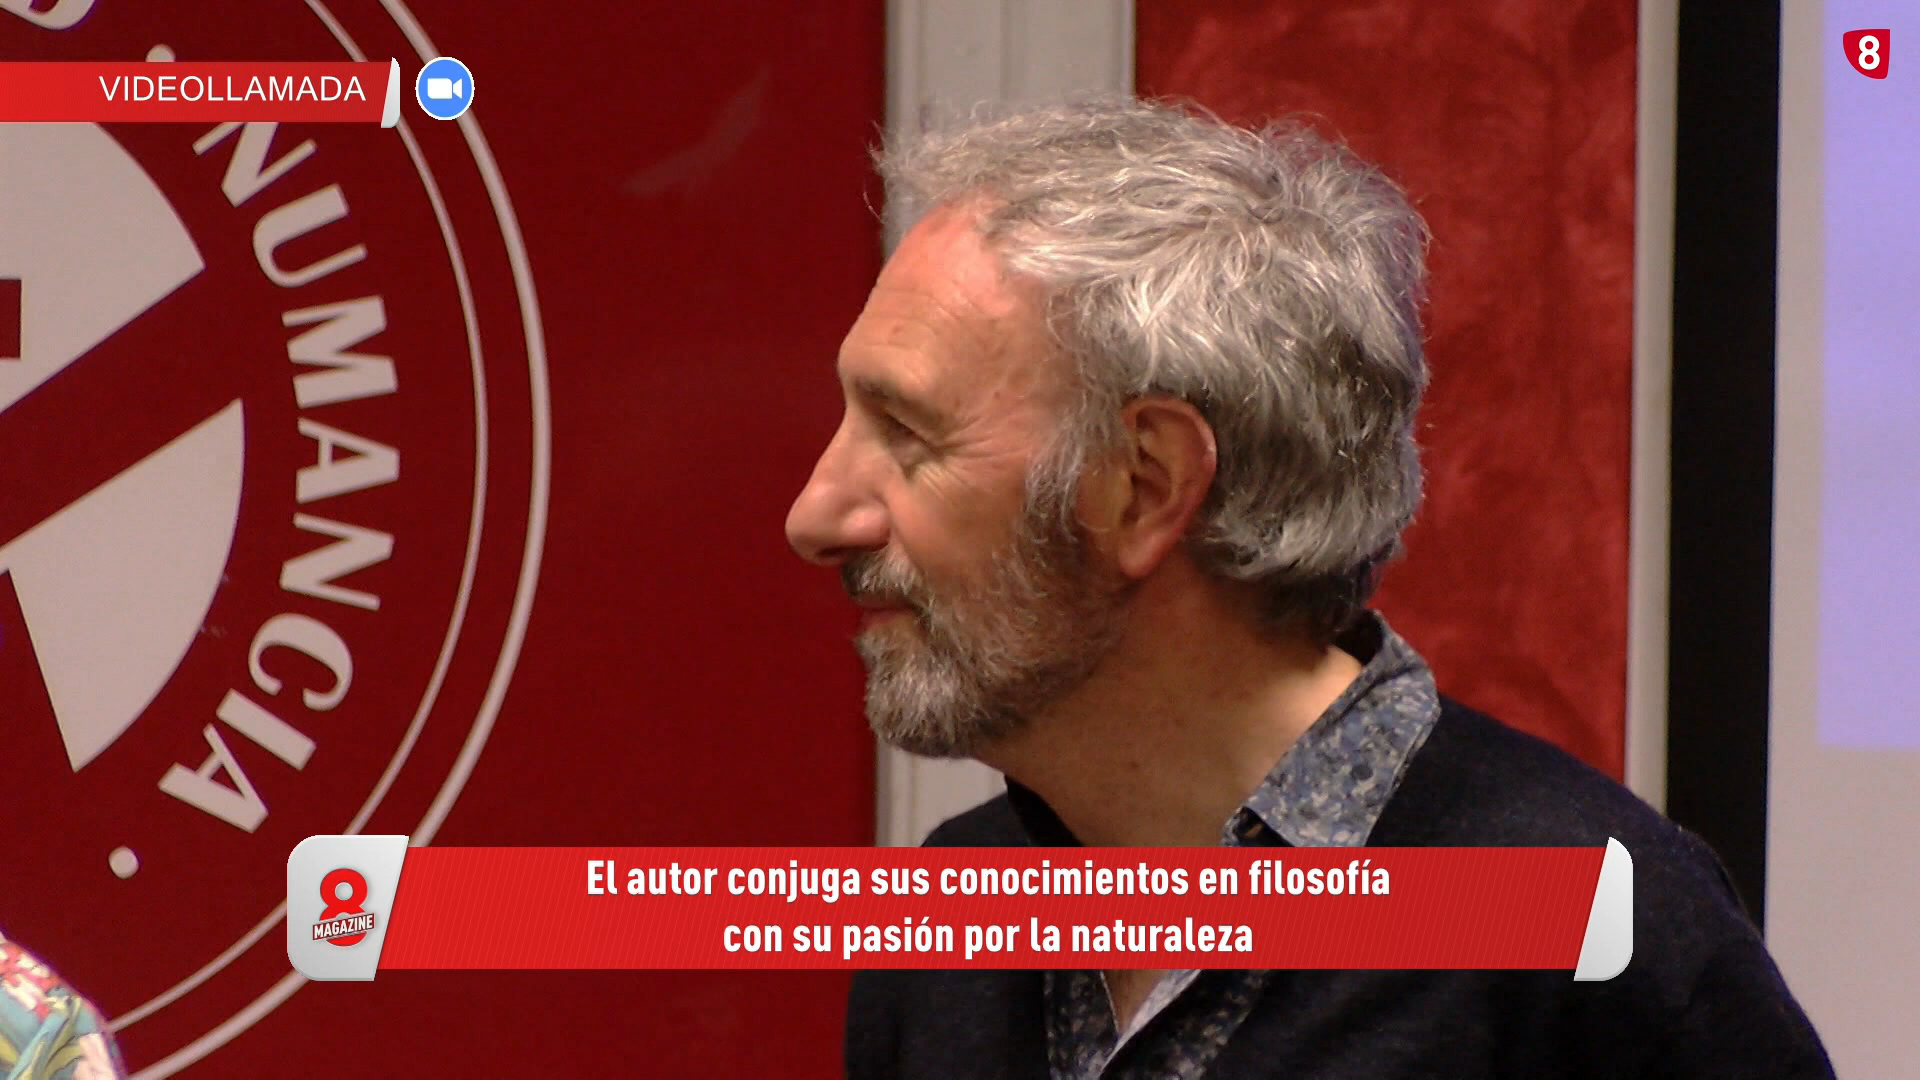 VIDEOLLAMADA
8
NUMANCIA
El autor conjuga sus conocimientos en filosofía
con su pasión por la naturaleza
8
MAGAZINE